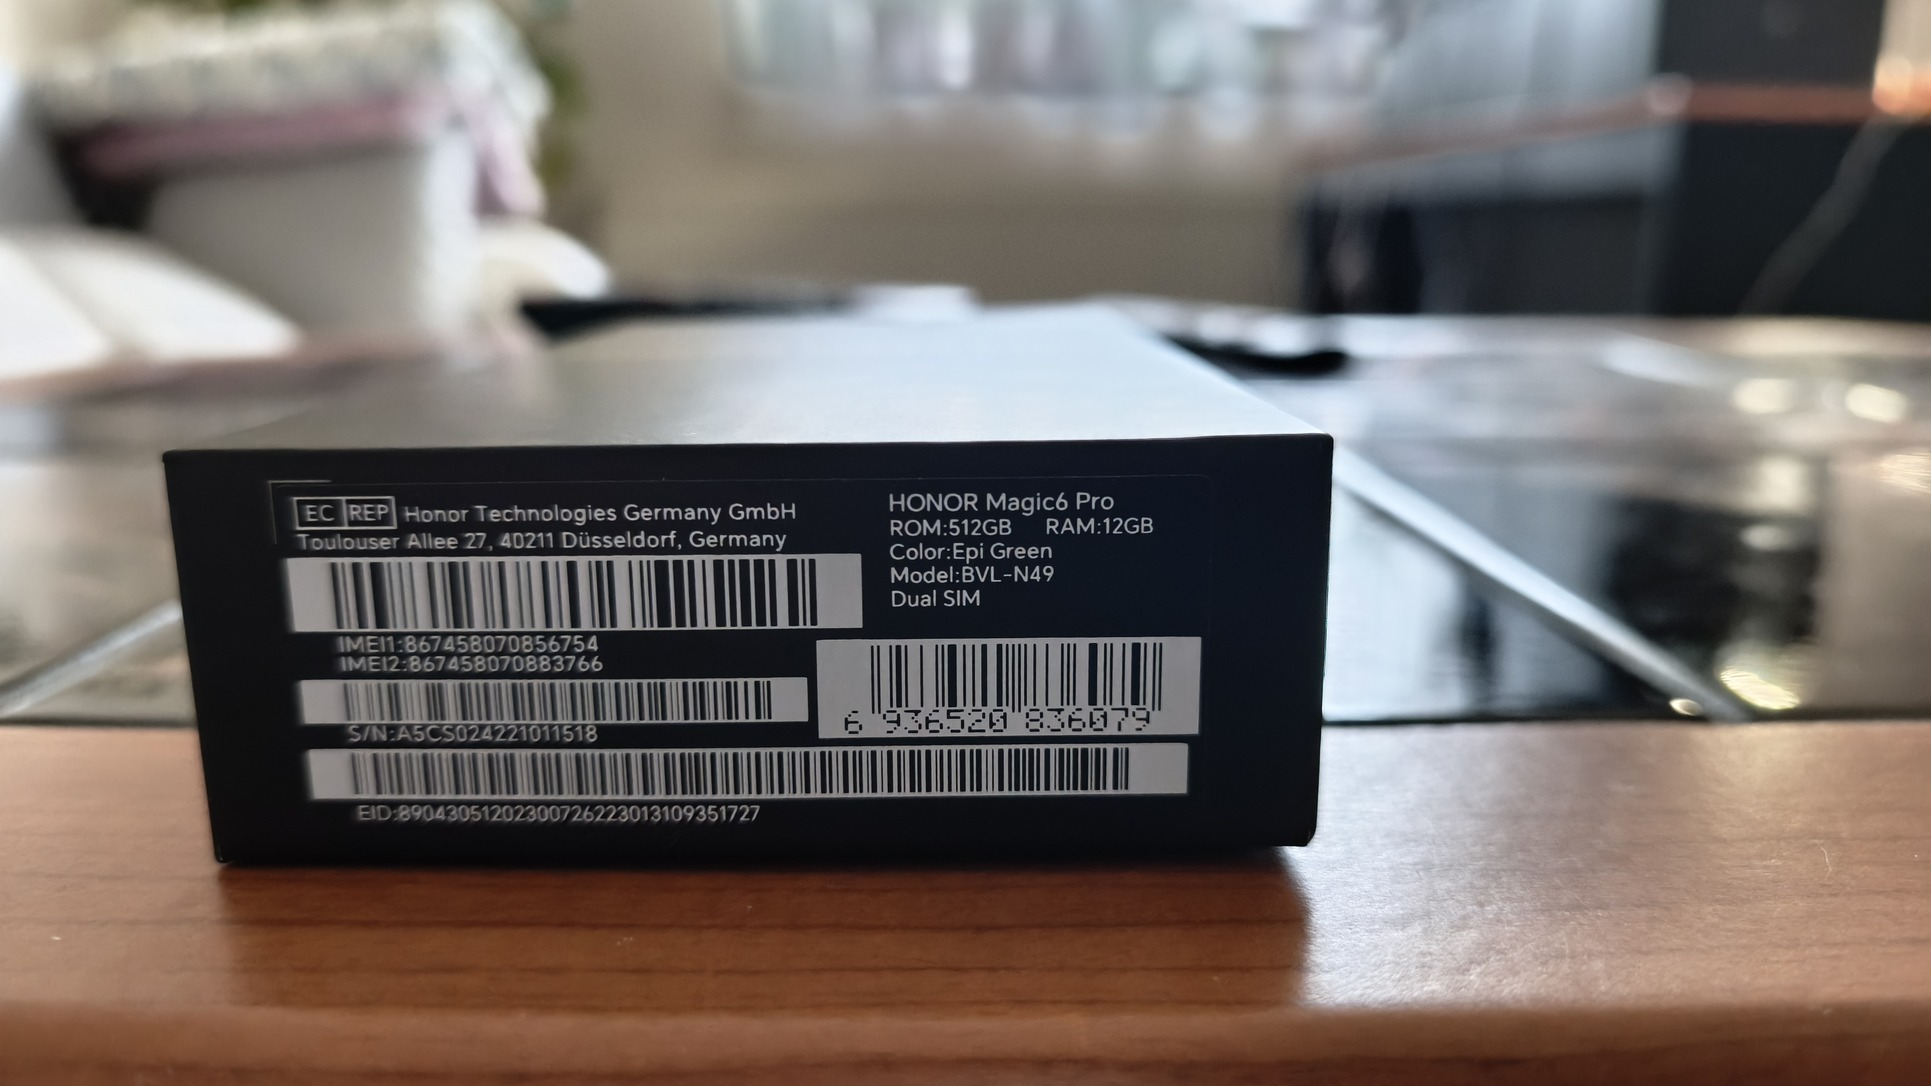 EC REP Honor Technologies Germany GmbH
Toulouser Allee 27, 40211 Düsseldorf, Germany
IMEI1:867458070856754
IMEI2:867458070883766
S/N:A5CS024221011518
EID:89043051202300726223013109351727
HONOR Magic6 Pro
ROM:512GB RAM:12GB
Color:Epi Green
Model:BVL-N49
Dual SIM
6 936520 836079